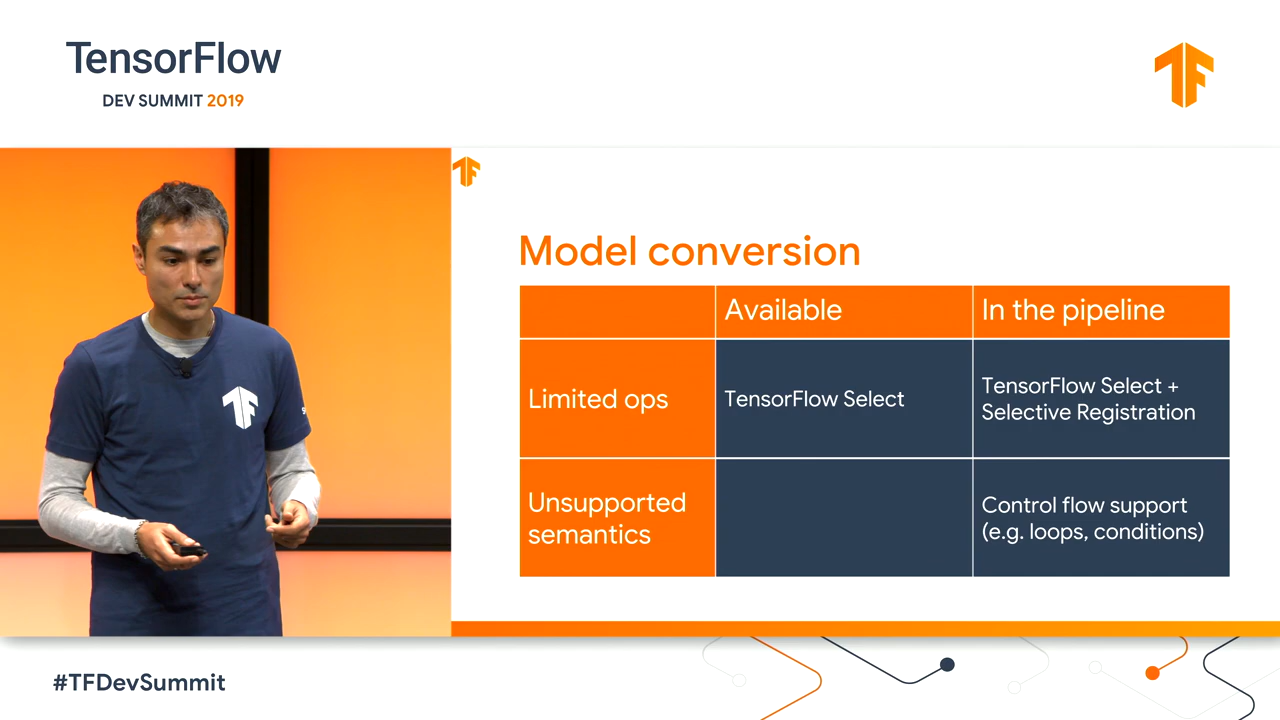 TensorFlow
DEV SUMMIT 2019
Model conversion
Available
In the pipeline
Limited ops
TensorFlow Select
TensorFlow Select +
Selective Registration
Unsupported
semantics
Control flow support
(e.g. loops, conditions)
#TFDevSummit